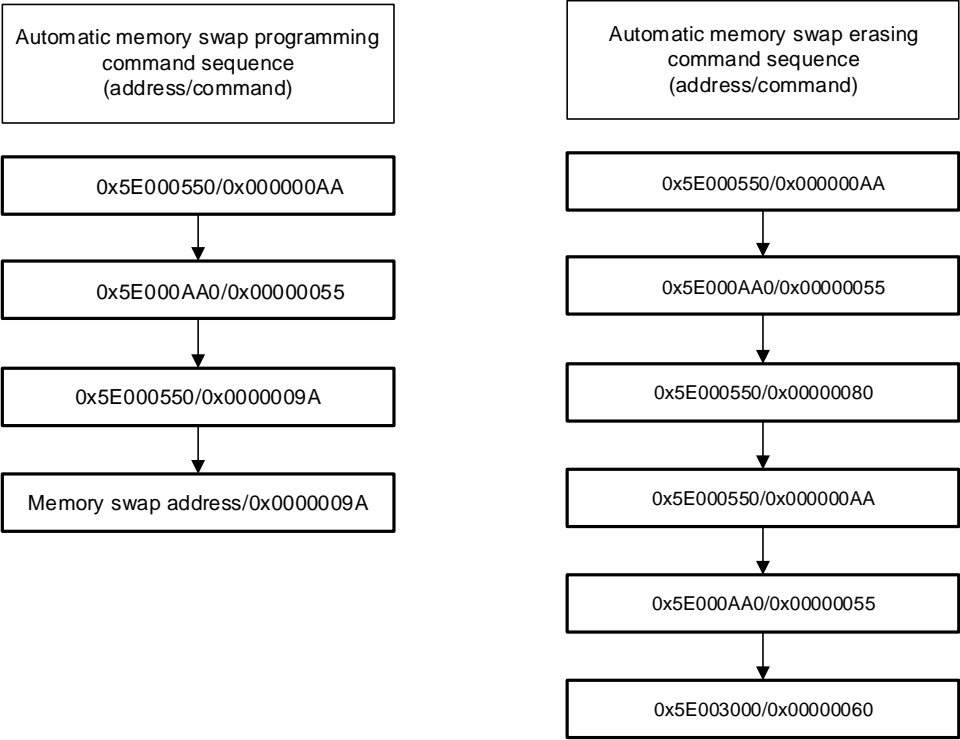 Automatic memory swap programming
command sequence
(address/command)
0x5E000550/0x000000AA
0x5E000AA0/0x00000055
0x5E000550/0x0000009A
Memory swap address/0x0000009A
Automatic memory swap erasing
command sequence
(address/command)
0x5E000550/0x000000AA
0x5E000AA0/0x00000055
0x5E000550/0x00000080
0x5E000550/0x000000AA
0x5E000AA0/0x00000055
0x5E003000/0x00000060